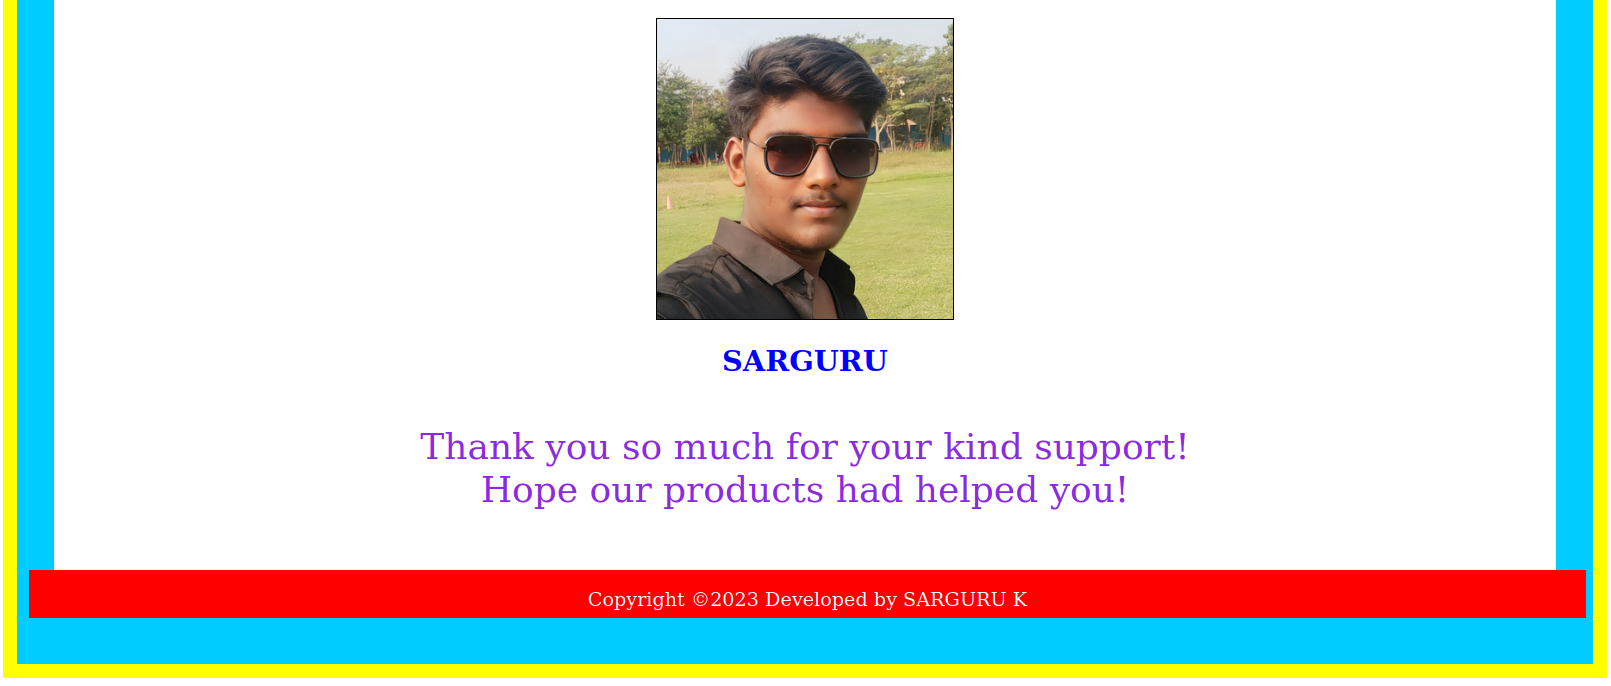 SARGURU
Thank you so much for your kind support!
Hope our products had helped you!
Copyright ©2023 Developed by SARGURU K